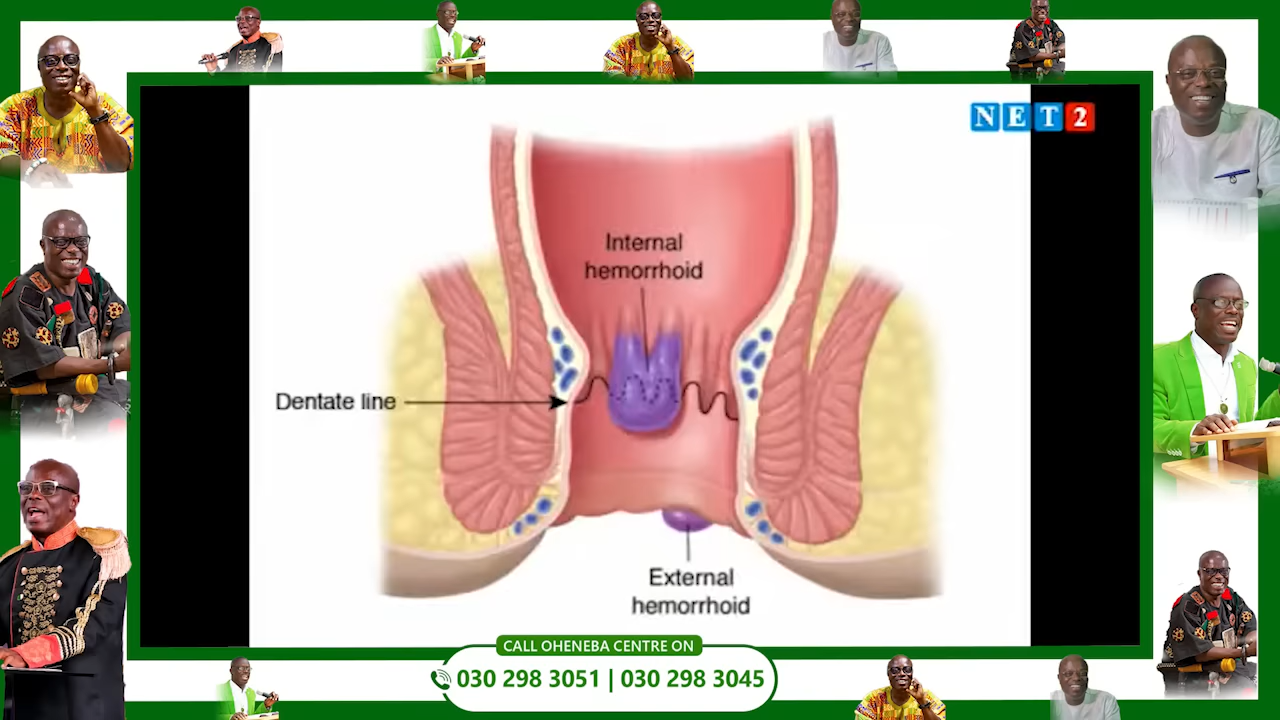 NET2
Internal
hemorrhoid
Dentate line
External
hemorrhoid
CALL OHENEBA CENTRE ON
030 298 3051 | 030 298 3045